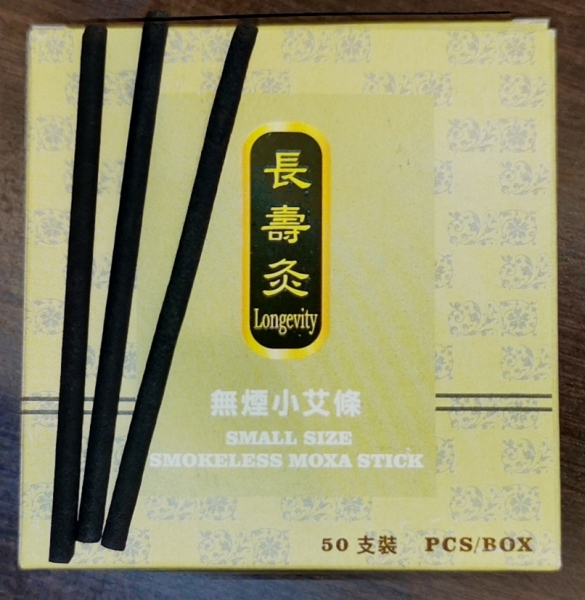 長
壽
灸
Longevity
無煙小艾條
SMALL SIZE
SMOKELESS MOXA STICK
50 支裝 PCS/BOX